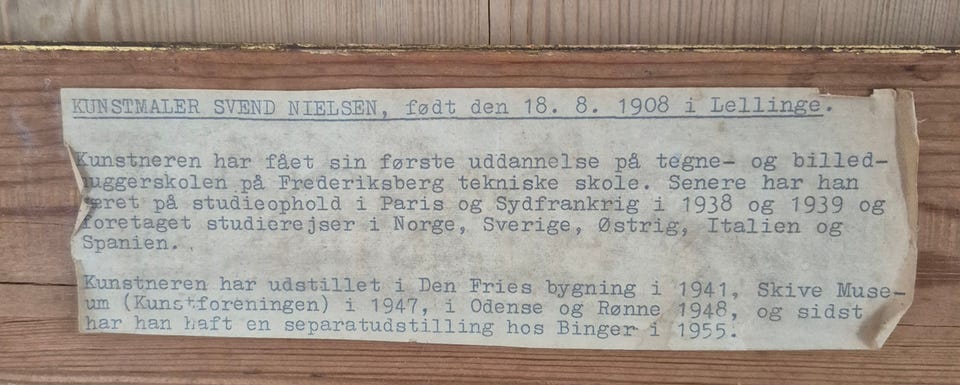 KUNSTMALER SVEND NIELSEN, født den 18. 8. 1908 i Lellinge.
Kunstneren har fået sin første uddannelse på tegne- og billed-
huggerskolen på Frederiksberg tekniske skole. Senere har han
været på studieophold i Paris og Sydfrankrig i 1938 og 1939 og
foretaget studierejser i Norge, Sverige, Østrig, Italien og
Spanien.
Kunstneren har udstillet i Den Fries bygning i 1941, Skive Muse-
um (Kunstforeningen) i 1947, i Odense og Rønne 1948, og sidst
har han haft en separatudstilling hos Binger i 1955.